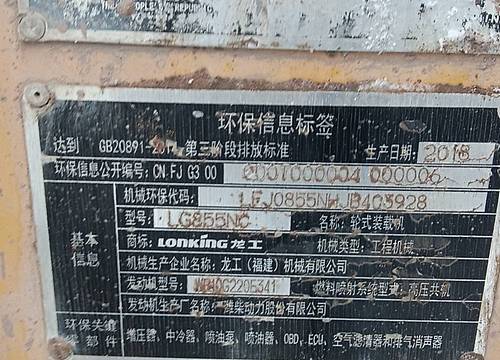 PEOPLE'S REPUBLIC
环保信息标签
达到 GB20891-2014 第三阶段排放标准 生产日期: 2018
环保信息公开编号: CN FJ G3 00 0001000004 000006
机械环保代码: LFJ0855NHJB403928
型号: LG855NC 名称: 轮式装载机
基本信息
商标: LONKING 龙工 机械类型: 工程机械
机械生产企业名称: 龙工(福建)机械有限公司
发动机型号: WP10G220E341 燃料喷射系统型式: 高压共轨
发动机生产厂: 潍柴动力股份有限公司
环保关键零部件 增压器、中冷器、喷油泵、喷油器、OBD、ECU、空气滤清器和排气消声器